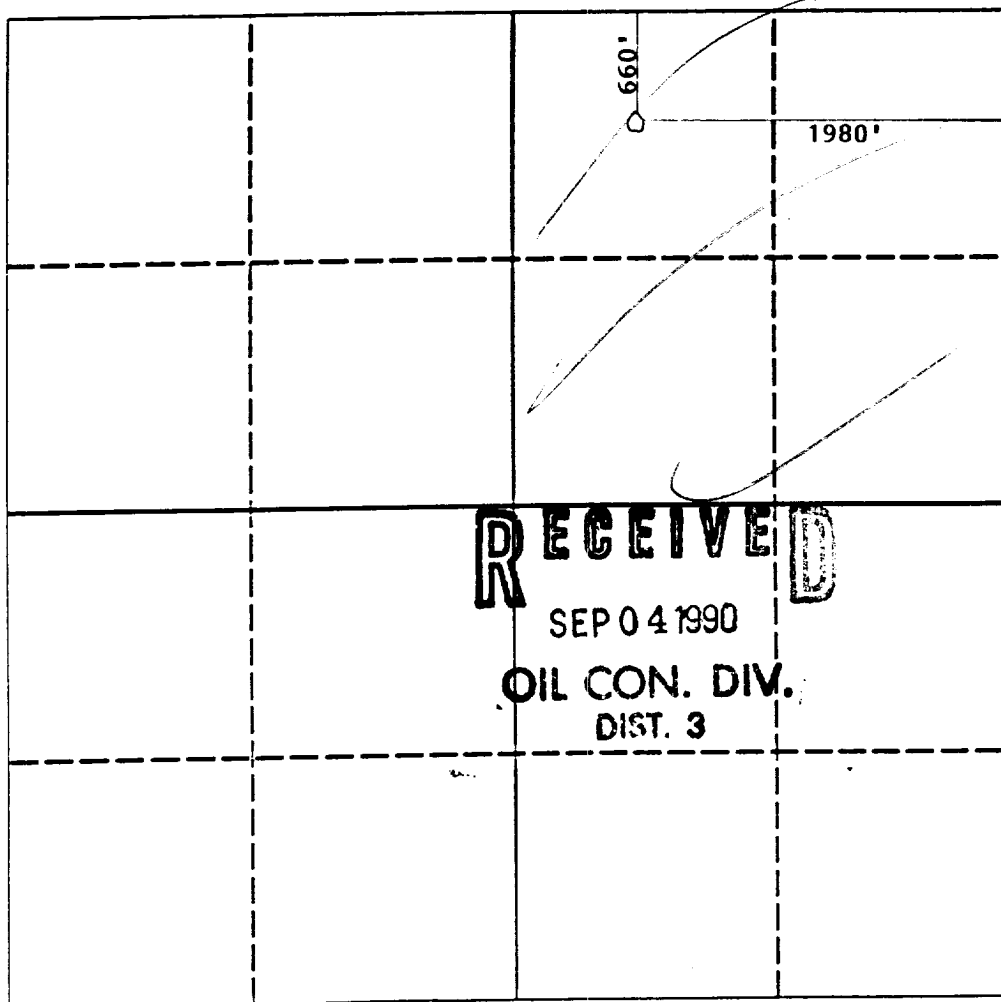 660'
1980'
RECEIVED
SEP 04 1990
OIL CON. DIV.
DIST. 3